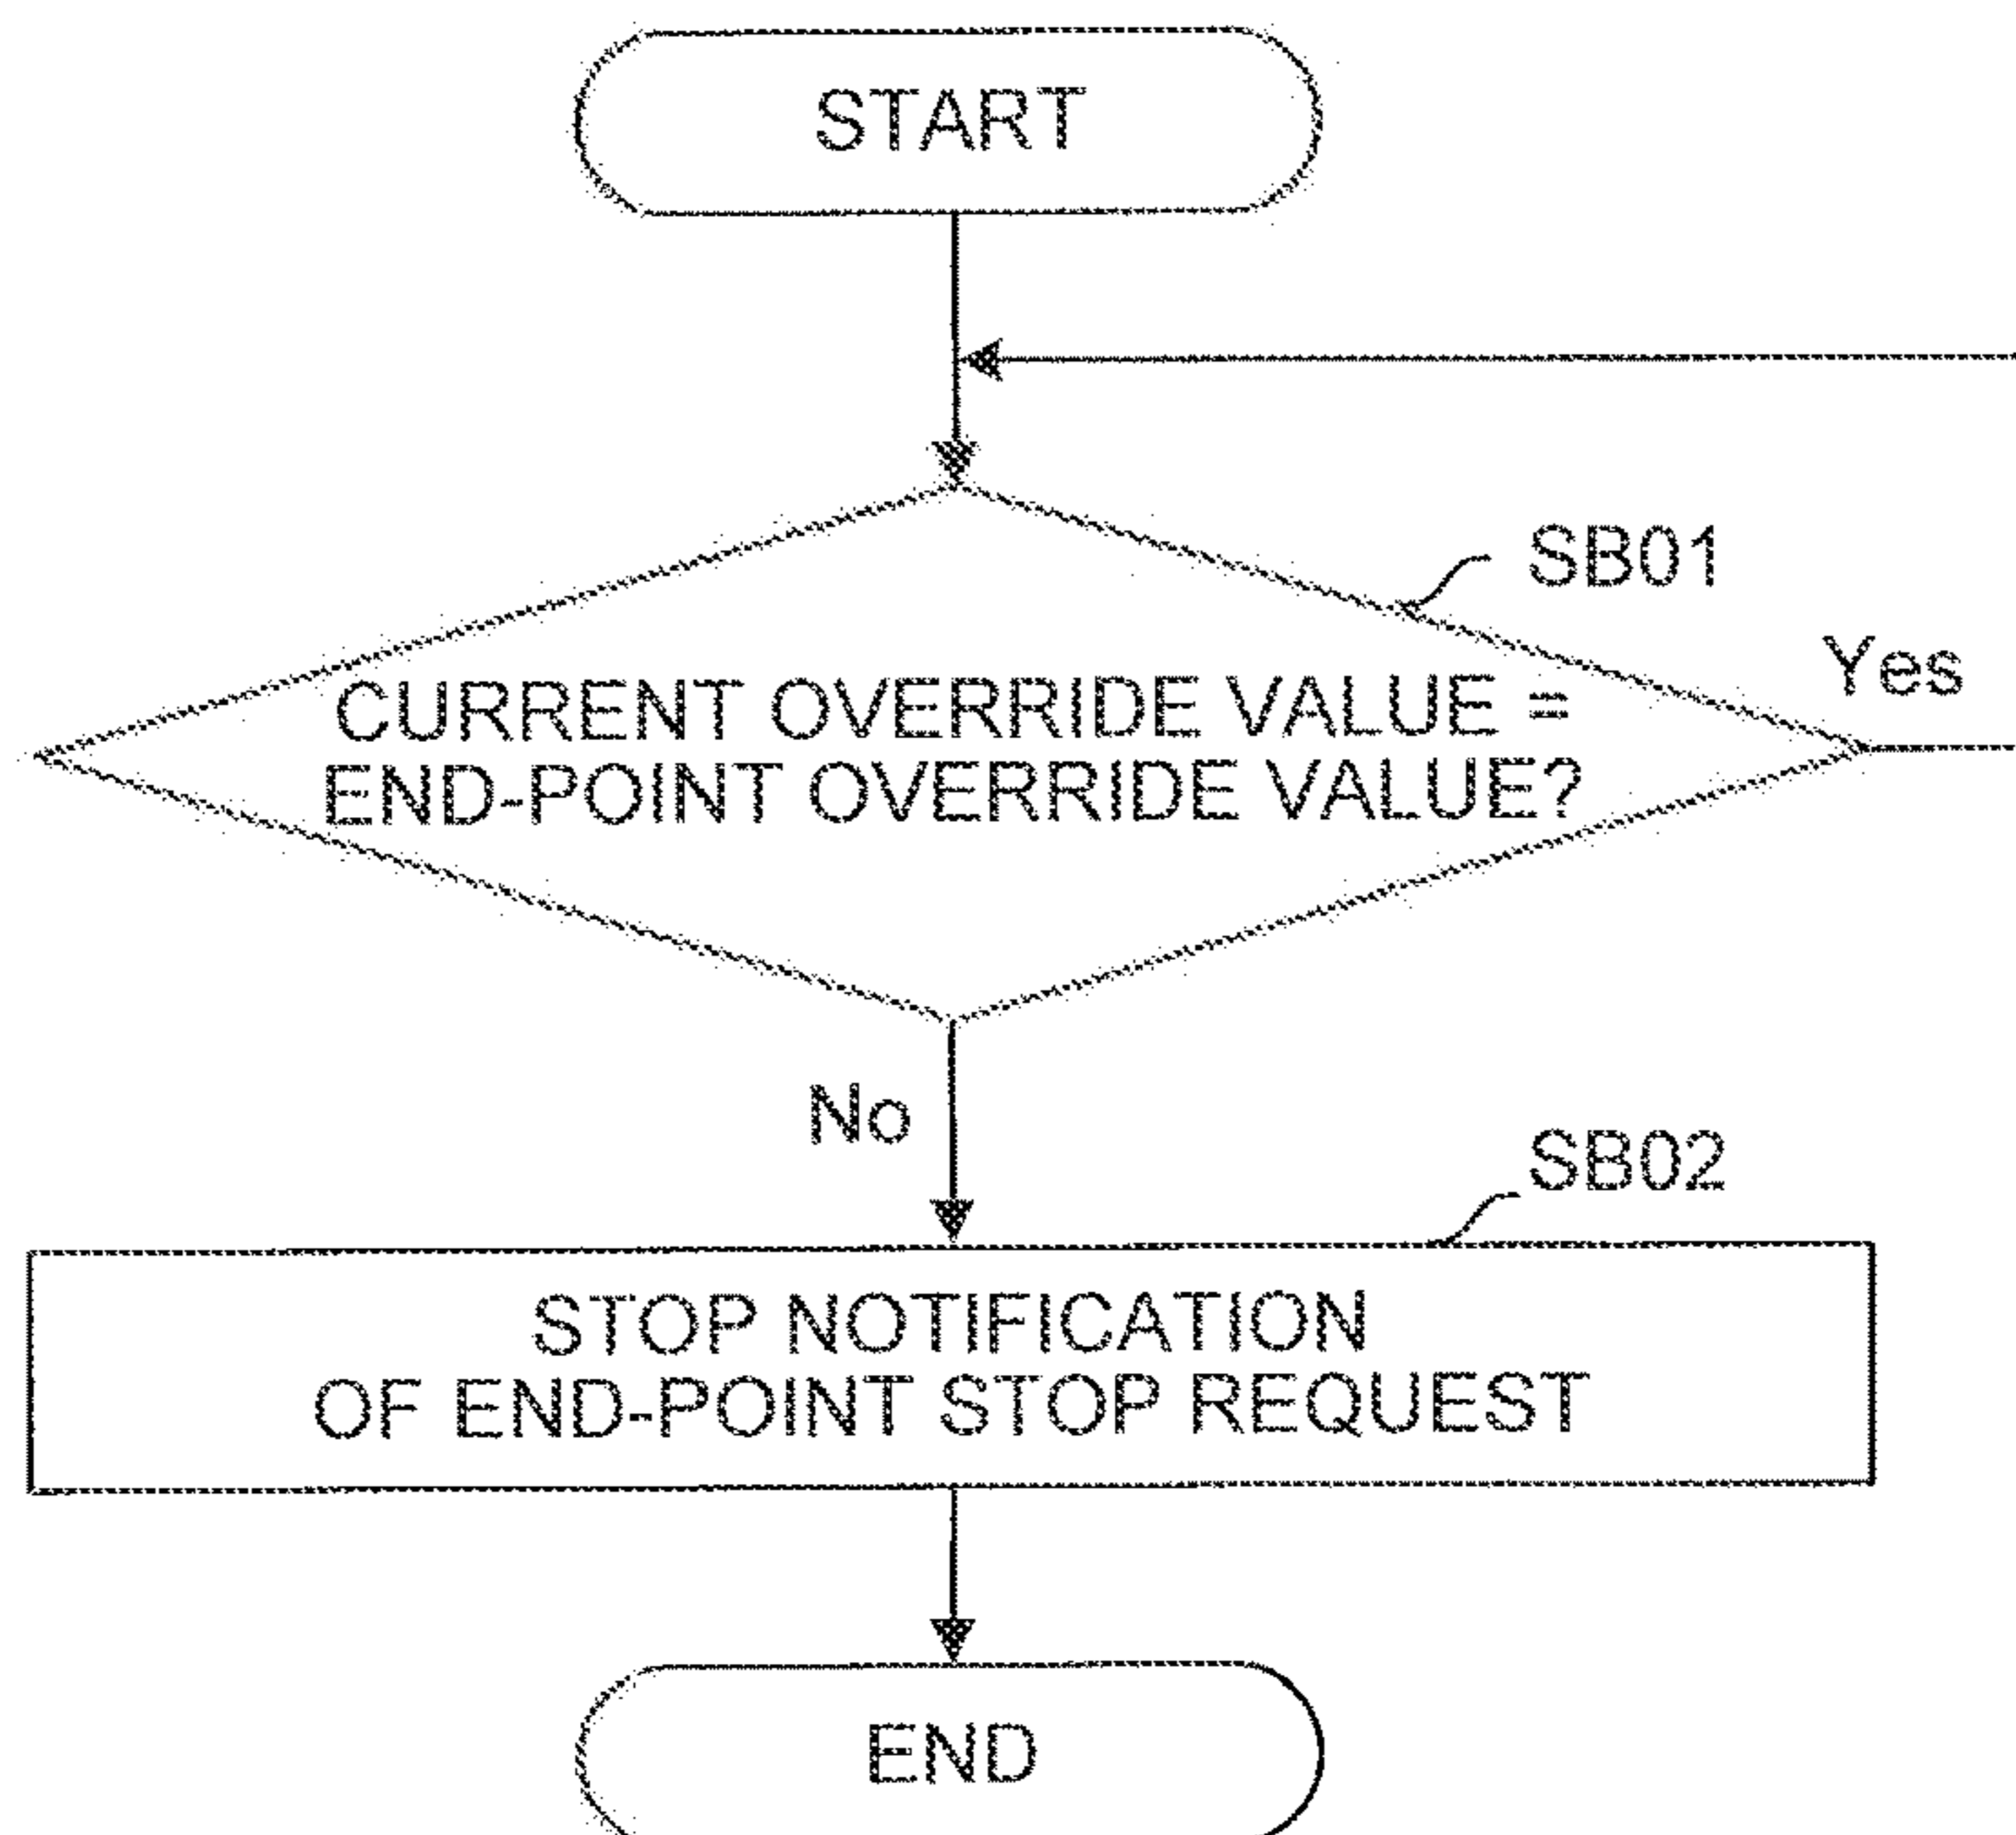 START
SB01
Yes
CURRENT OVERRIDE VALUE =
END-POINT OVERRIDE VALUE?
No
SB02
STOP NOTIFICATION
OF END-POINT STOP REQUEST
END